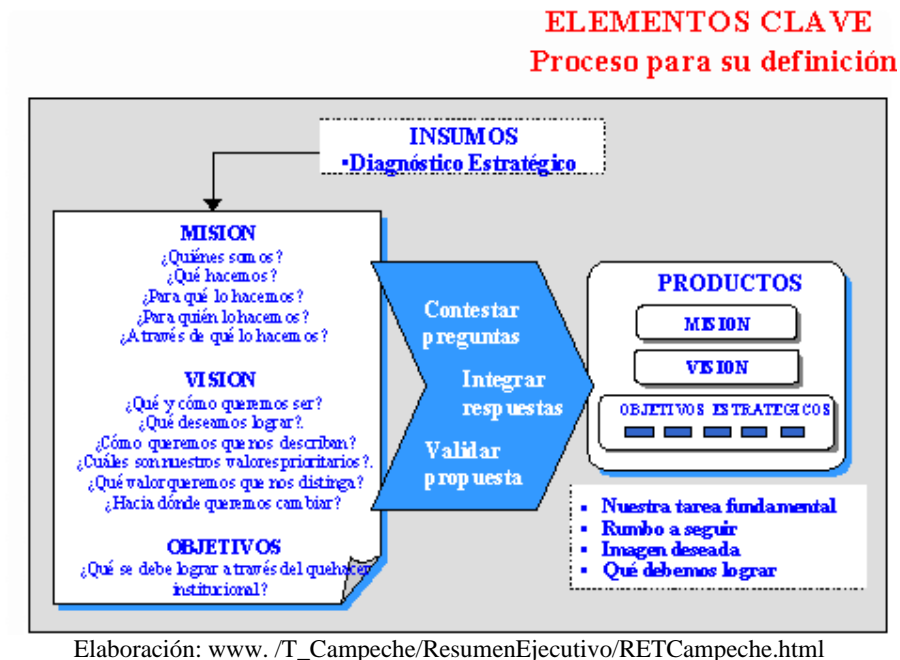 ELEMENTOS CLAVE
Proceso para su definición
INSUMOS
▪Diagnóstico Estratégico
MISION
¿Quiénes somos?
¿Qué hacemos?
¿Para qué lo hacemos?
¿Para quién lo hacemos?
¿A través de qué lo hacemos?
VISION
¿Qué y cómo queremos ser?
¿Qué deseamos lograr?.
¿Cómo queremos que nos describan?
¿Cuáles son nuestros valores prioritarios?.
¿Qué valor queremos que nos distinga?
¿Hacia dónde queremos cambiar?
OBJETIVOS
¿Qué se debe lograr a través del quehacer
institucional?
Contestar
preguntas
Integrar
respuestas
Validar
propuesta
PRODUCTOS
MISION
VISION
OBJETIVOS ESTRATEGICOS
▪ Nuestra tarea fundamental
▪ Rumbo a seguir
▪ Imagen deseada
▪ Qué debemos lograr
Elaboración: www. /T_Campeche/ResumenEjecutivo/RETCampeche.html